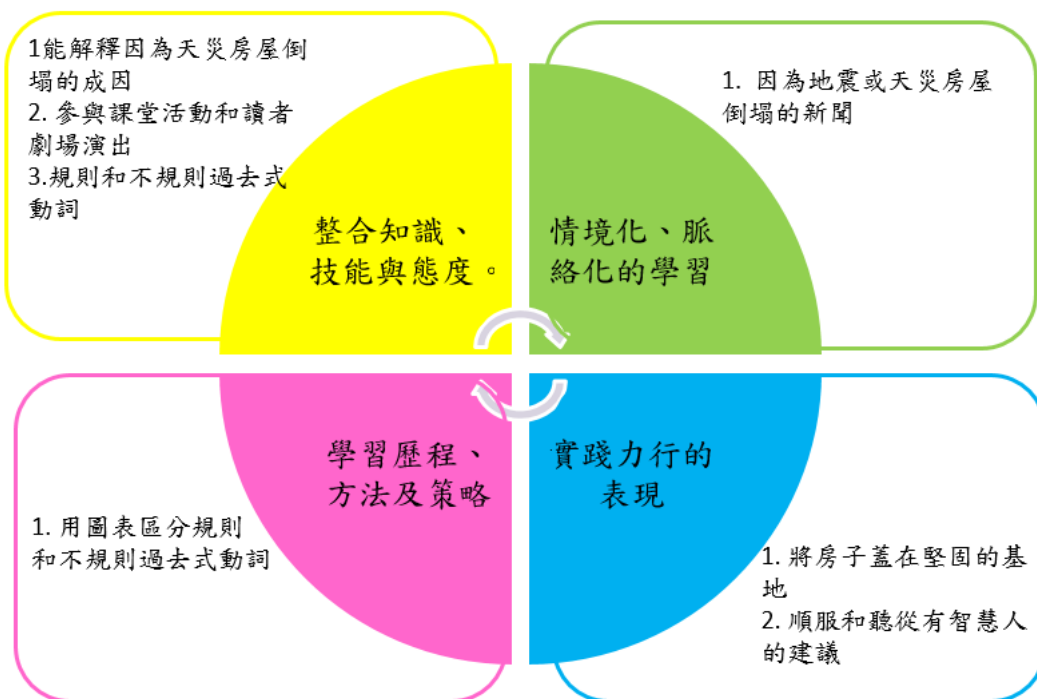 1能解釋因為天災房屋倒
塌的成因
2. 參與課堂活動和讀者
劇場演出
3.規則和不規則過去式
動詞
整合知識、
技能與態度。
1. 因為地震或天災房屋
倒塌的新聞
情境化、脈
絡化的學習
學習歷程、
方法及策略
1. 用圖表區分規則
和不規則過去式動詞
實踐力行的
表現
1. 將房子蓋在堅固的基
地
2. 順服和聽從有智慧人
的建議